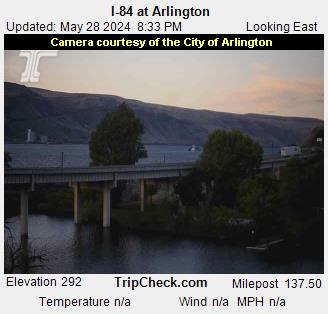 I-84 at Arlington
Updated: May 28 2024 8:33 PM Looking East
Camera courtesy of the City of Arlington
Elevation 292 TripCheck.com Milepost 137.50
Temperature n/a Wind n/a MPH n/a